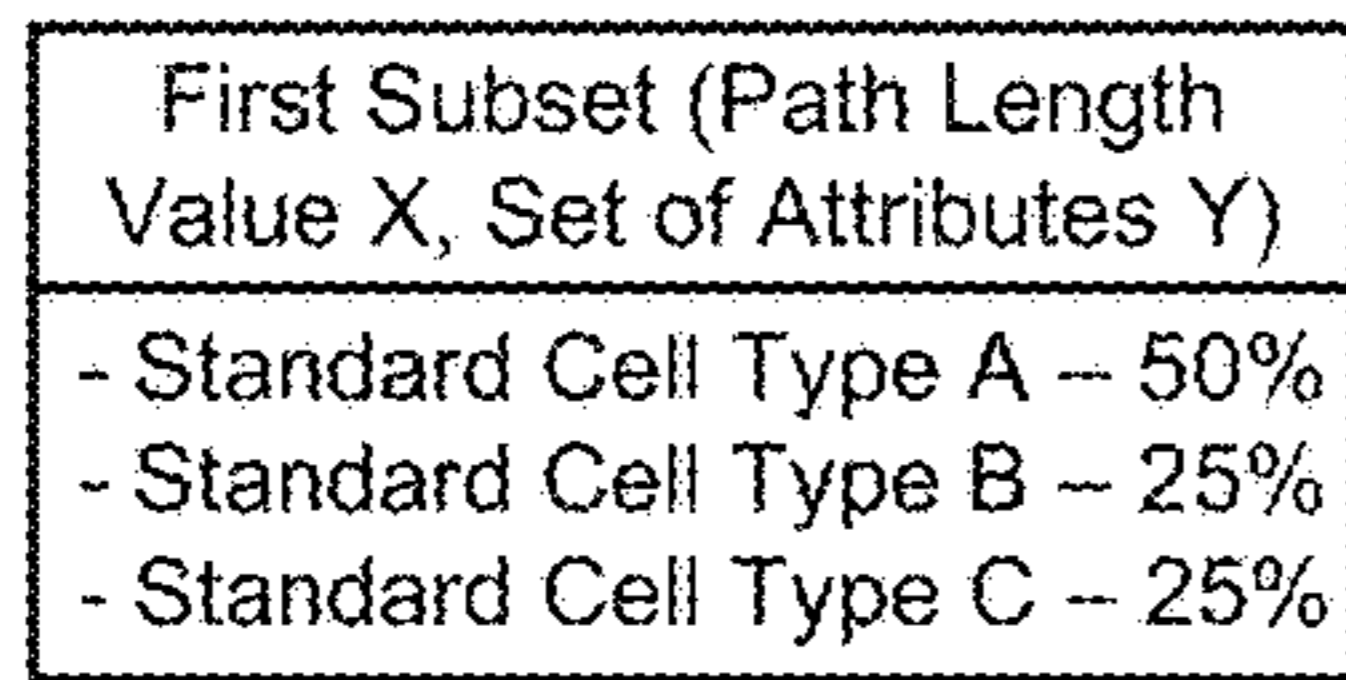 First Subset (Path Length
Value X, Set of Attributes Y)
- Standard Cell Type A – 50%
- Standard Cell Type B – 25%
- Standard Cell Type C – 25%